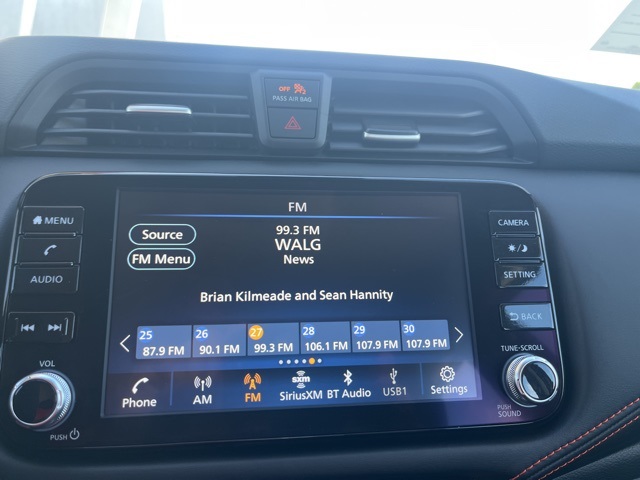 OFF
PASS AIR BAG
MENU
AUDIO
VOL
PUSH
FM
Source
FM Menu
99.3 FM
WALG
News
Brian Kilmeade and Sean Hannity
25 26 27 28 29 30
87.9 FM 90.1 FM 99.3 FM 106.1 FM 107.9 FM 107.9 FM
Phone AM FM SiriusXM BT Audio USB1 Settings
sxm
CAMERA
SETTING
BACK
TUNE·SCROLL
PUSH
SOUND